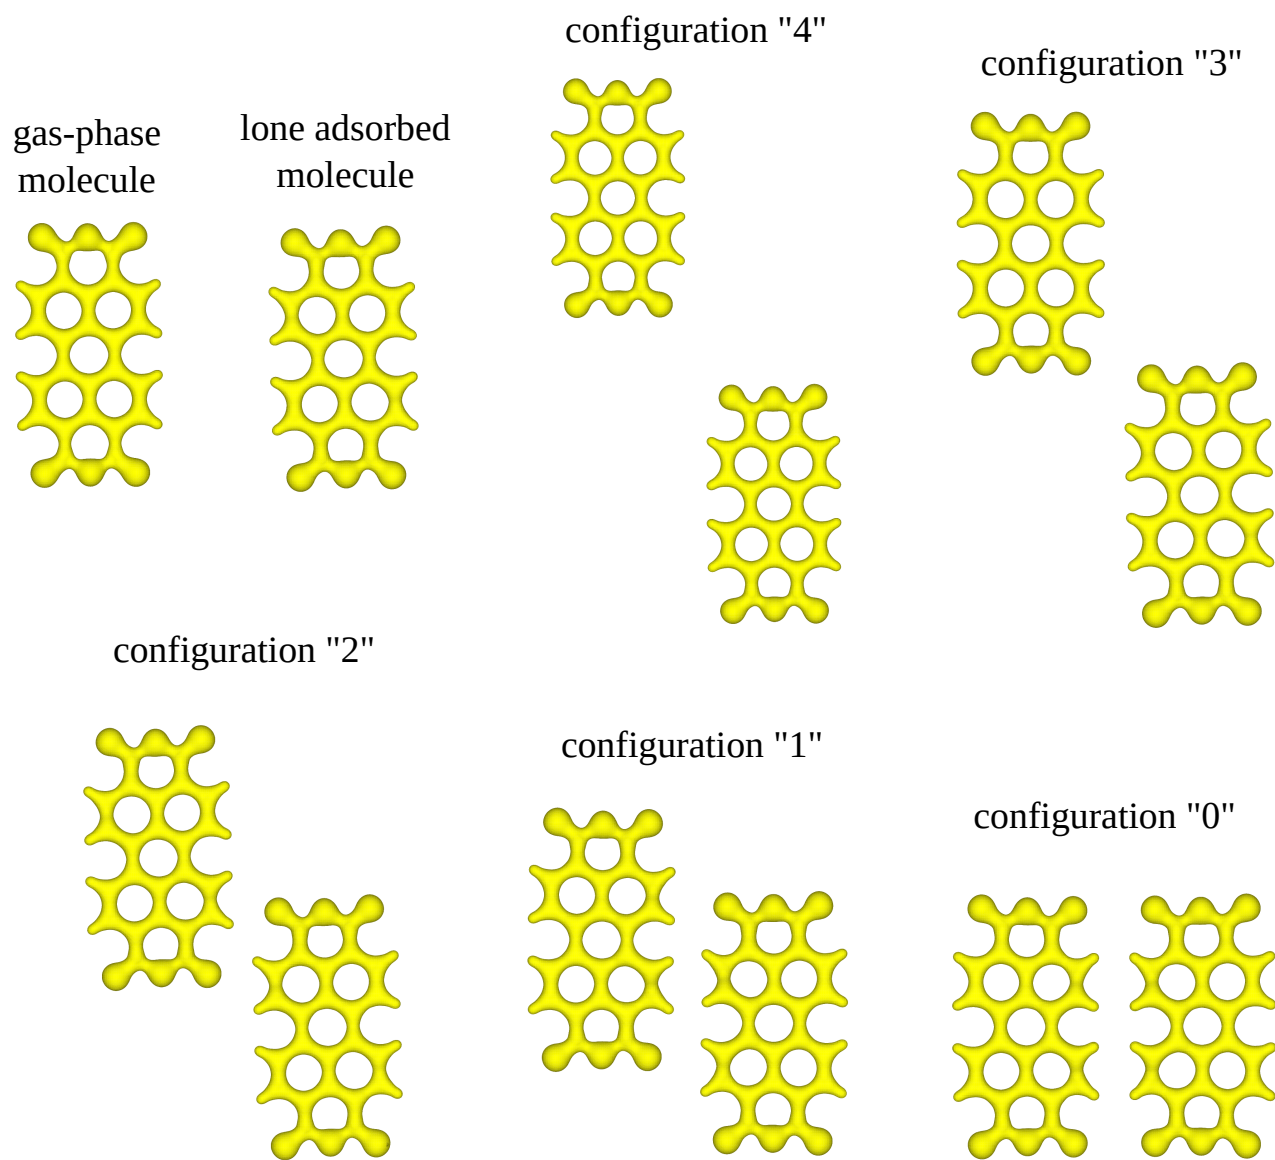 configuration "4"
configuration "3"
gas-phase
molecule
lone adsorbed
molecule
configuration "2"
configuration "1"
configuration "0"